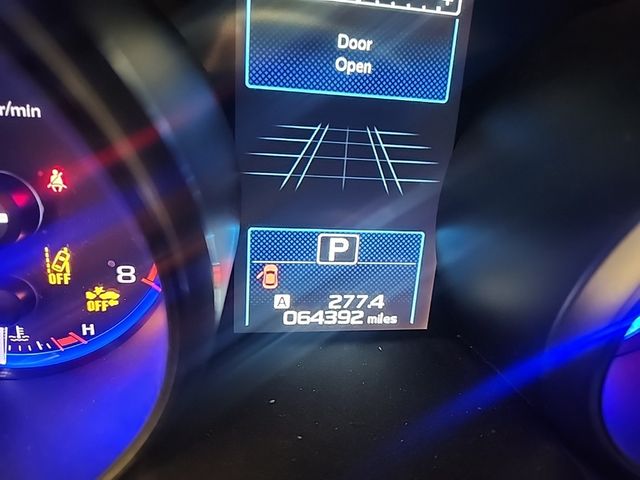 +
Door
Open
r/min
P
OFF
8
OFF
A 277.4
H
064392 miles